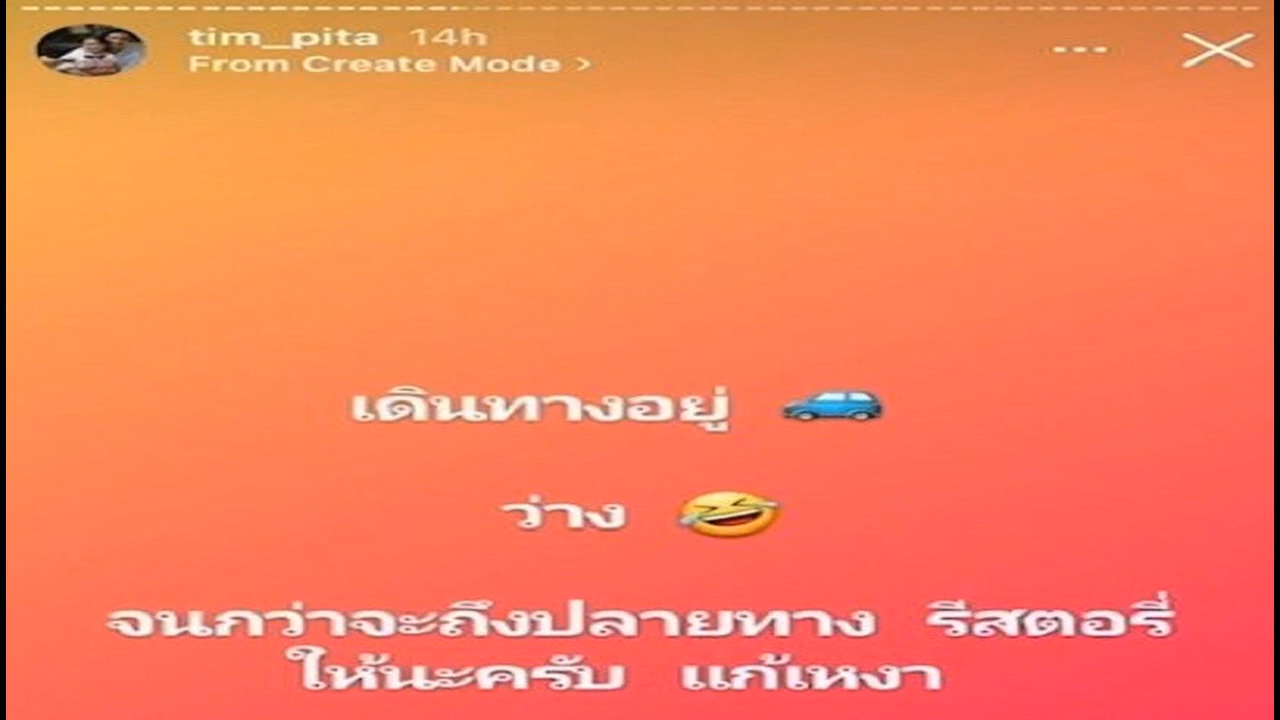 tim_pita 14h
From Create Mode >
เดินทางอยู่ 🚙
ว่าง 🤣
จนกว่าจะถึงปลายทาง รีสตอรี่
ให้นะครับ แก้เหงา